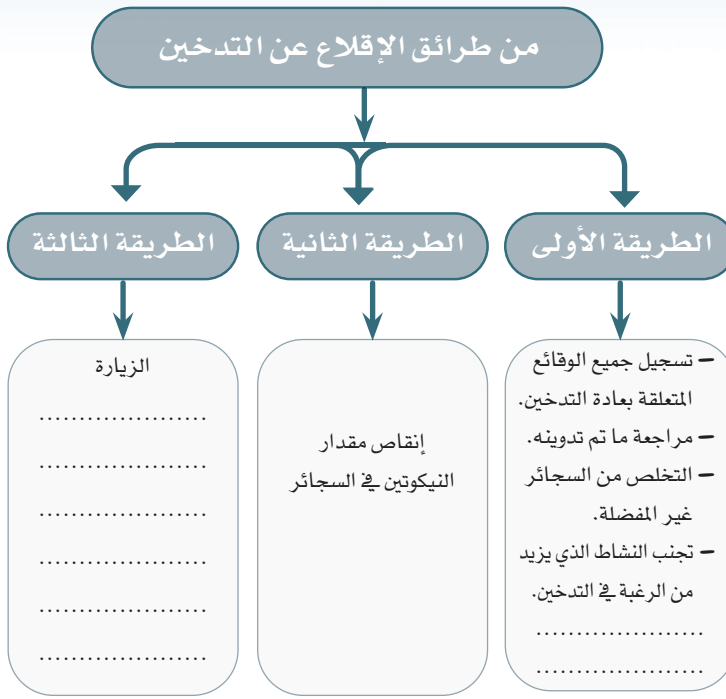 من طرائق الإقلاع عن التدخين
الطريقة الأولى
الطريقة الثانية
الطريقة الثالثة
– تسجيل جميع الوقائع
المتعلقة بعادة التدخين.
– مراجعة ما تم تدوينه.
– التخلص من السجائر
غير المفضلة.
– تجنب النشاط الذي يزيد
من الرغبة في التدخين.
.....................
.....................
إنقاص مقدار
النيكوتين في السجائر
الزيارة
.....................
.....................
.....................
.....................
.....................
.....................